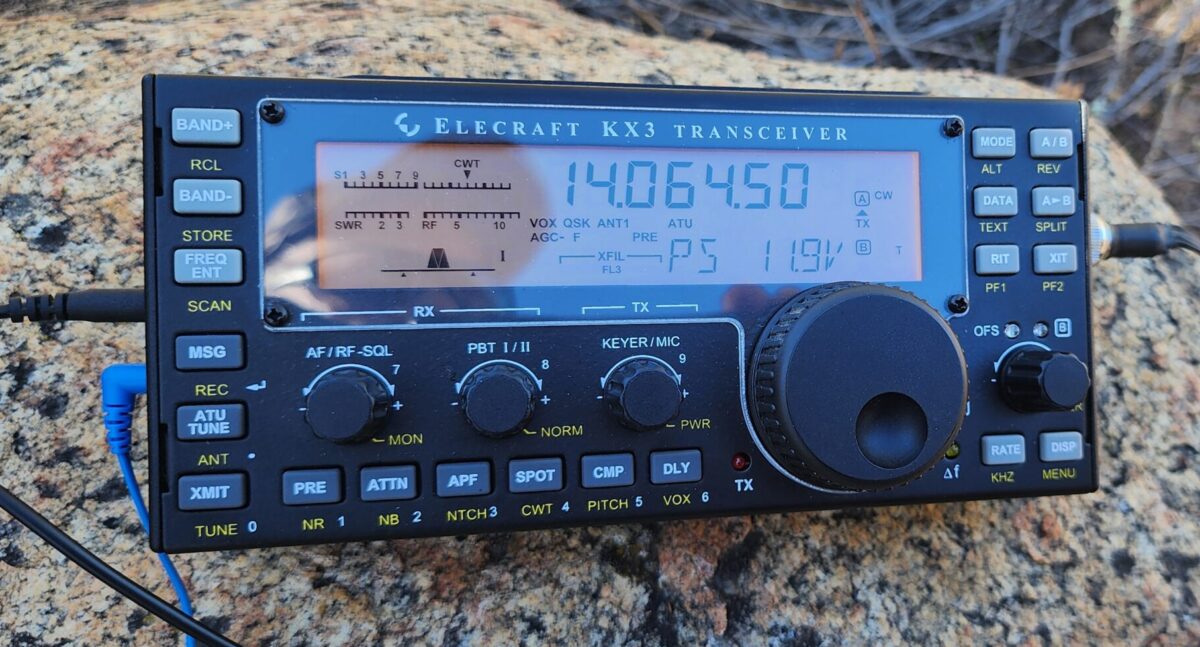 ELECRAFT KX3 TRANSCEIVER
BAND+
RCL
BAND-
STORE
FREQ
ENT
SCAN
MSG
REC
ATU
TUNE
ANT
XMIT
TUNE 0
CWT
S1 3 5 7 9
SWR 2 3 RF 5 10
I
14.064.50
VOX QSK ANT1 ATU
AGC- F PRE
XFIL
FL3
PS 11.9V
A CW
TX
B T
MODE
ALT
A / B
REV
DATA
TEXT
A►B
SPLIT
RIT
PF1
XIT
PF2
RX
TX
AF/RF-SQL
7
- +
MON
PBT I/II
8
- +
NORM
KEYER/MIC
9
- +
PWR
OFS B
-
PRE
NR 1
ATTN
NB 2
APF
NTCH 3
SPOT
CWT 4
CMP
PITCH 5
DLY
VOX 6
TX
Δf
RATE
KHZ
DISP
MENU